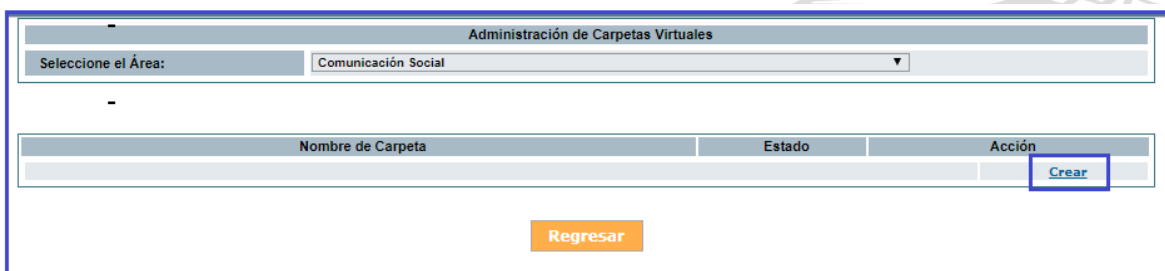 Administración de Carpetas Virtuales
Seleccione el Área: Comunicación Social
Nombre de Carpeta Estado Acción
Crear
Regresar